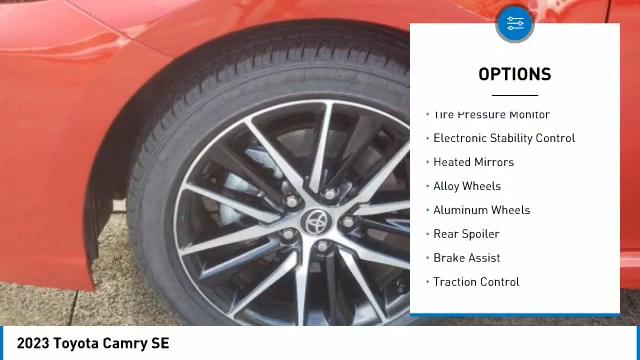 OPTIONS
Tire Pressure Monitor
Electronic Stability Control
Heated Mirrors
Alloy Wheels
Aluminum Wheels
Rear Spoiler
Brake Assist
Traction Control
2023 Toyota Camry SE